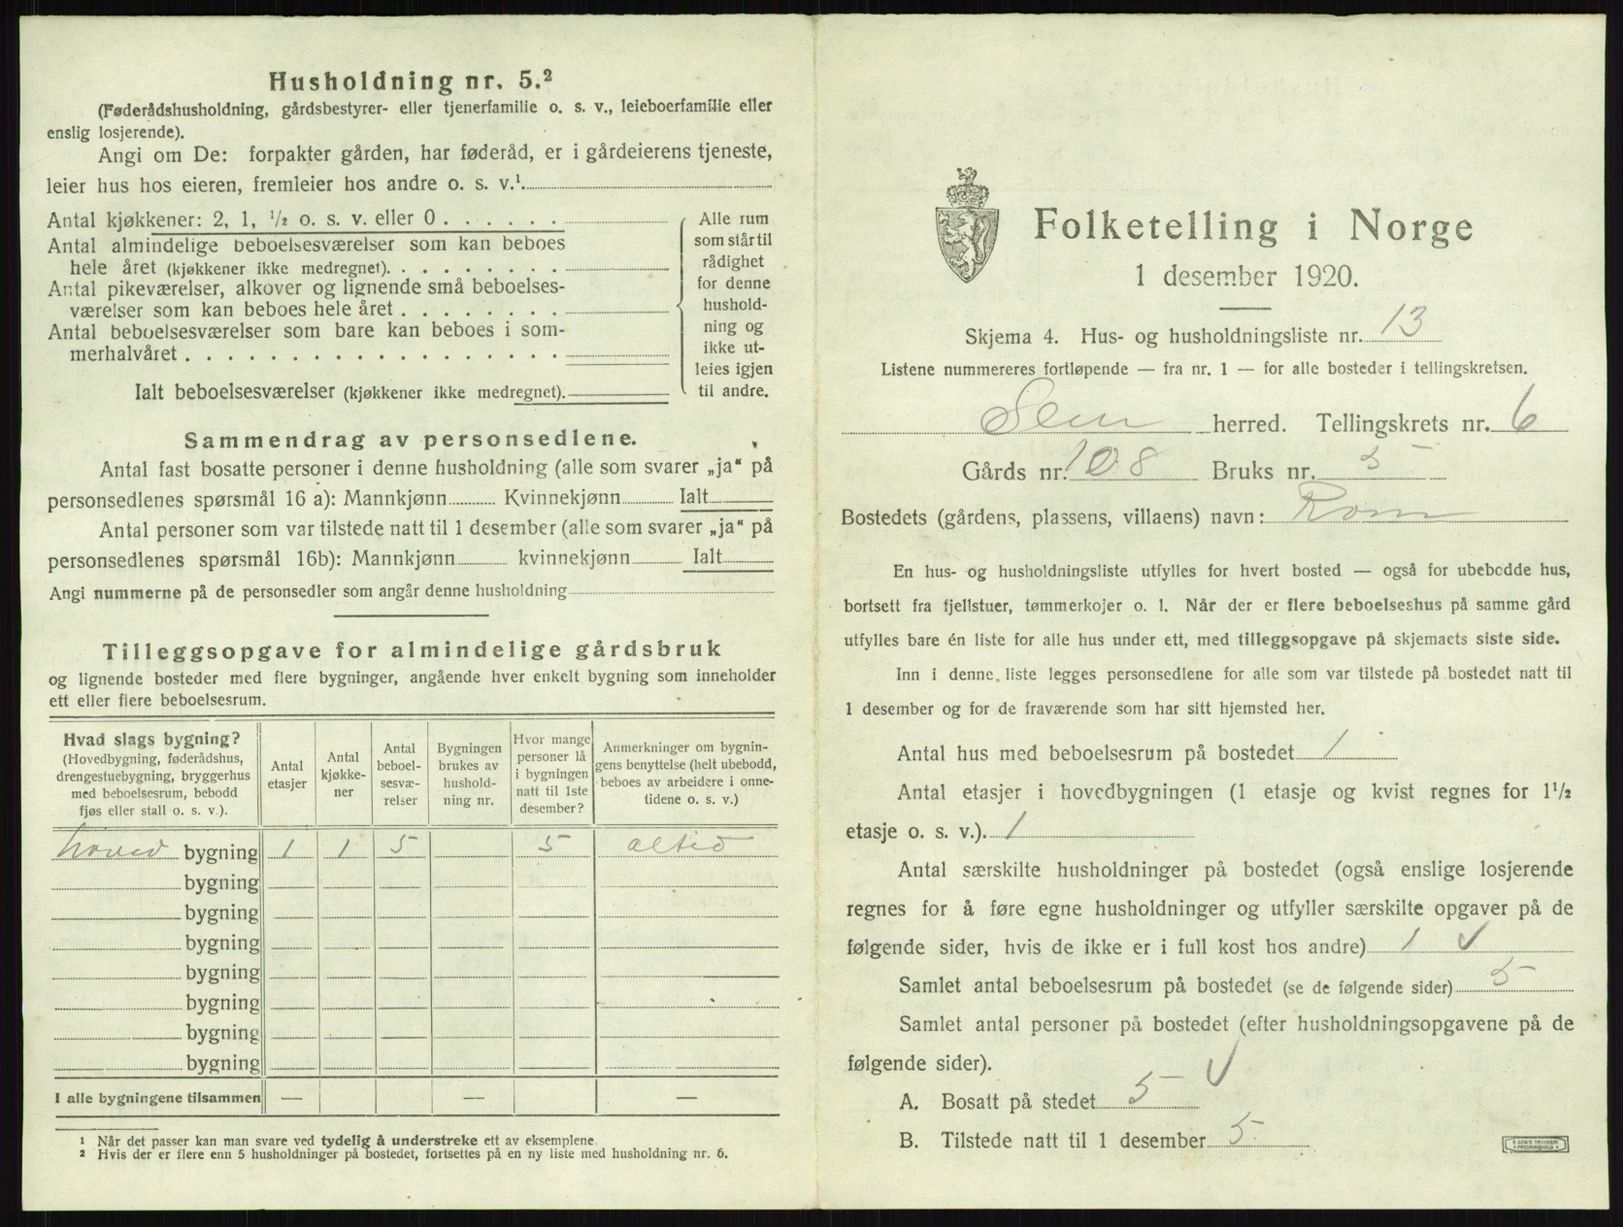 Husholdning nr. 5.²
(Føderådshusholdning, gårdsbestyrer- eller tjenerfamilie o. s. v., leieboerfamilie eller
enslig losjerende).
Angi om De: forpakter gården, har føderåd, er i gårdeierens tjeneste,
leier hus hos eieren, fremleier hos andre o. s. v.¹
Antal kjøkkener: 2, 1, ½ o. s. v. eller 0 . . . . . .
Antal almindelige beboelsesværelser som kan beboes
hele året (kjøkkener ikke medregnet). . . . . . . . .
Antal pikeværelser, alkover og lignende små beboelses-
værelser som kan beboes hele året . . . . . . . .
Antal beboelsesværelser som bare kan beboes i som-
merhalvåret . . . . . . . . . . . . . . . . . .
Ialt beboelsesværelser (kjøkkener ikke medregnet).
Alle rum
som står til
rådighet
for denne
hushold-
ning og
ikke ut-
leies igjen
til andre.
Sammendrag av personsedlene.
Antal fast bosatte personer i denne husholdning (alle som svarer „ja“ på
personsedlenes spørsmål 16 a): Mannkjønn Kvinnekjønn Ialt
Antal personer som var tilstede natt til 1 desember (alle som svarer „ja“ på
personsedlenes spørsmål 16b): Mannkjønn kvinnekjønn Ialt
Angi nummerne på de personsedler som angår denne husholdning
Tilleggsopgave for almindelige gårdsbruk
og lignende bosteder med flere bygninger, angående hver enkelt bygning som inneholder
ett eller flere beboelsesrum.
Hvad slags bygning?
(Hovedbygning, føderådshus,
drengestuebygning, bryggerhus
med beboelsesrum, bebodd
fjøs eller stall o. s. v.).
Antal
etasjer
Antal
kjøkke-
ner
Antal
beboel-
sesvæ-
relser
Bygningen
brukes av
hushold-
ning nr.
Hvor mange
personer lå
i bygningen
natt til 1ste
desember?
Anmerkninger om bygnin-
gens benyttelse (helt ubebodd,
beboes av arbeidere i onne-
tidene o. s. v.)
hoved bygning 1 1 5 5 altid
bygning
bygning
bygning
bygning
bygning
bygning
bygning
I alle bygningene tilsammen — — —
¹ Når det passer kan man svare ved tydelig å understreke ett av eksemplene.
² Hvis der er flere enn 5 husholdninger på bostedet, fortsettes på en ny liste med husholdning nr. 6.
Folketelling i Norge
1 desember 1920.
Skjema 4. Hus- og husholdningsliste nr. 13
Listene nummereres fortløpende — fra nr. 1 — for alle bosteder i tellingskretsen.
Sem herred. Tellingskrets nr. 6
Gårds nr. 108 Bruks nr. 5
Bostedets (gårdens, plassens, villaens) navn: Rom
En hus- og husholdningsliste utfylles for hvert bosted — også for ubebodde hus,
bortsett fra fjellstuer, tømmerkojer o. l. Når der er flere beboelseshus på samme gård
utfylles bare én liste for alle hus under ett, med tilleggsopgave på skjemaets siste side.
Inn i denne liste legges personsedlene for alle som var tilstede på bostedet natt til
1 desember og for de fraværende som har sitt hjemsted her.
Antal hus med beboelsesrum på bostedet 1
Antal etasjer i hovedbygningen (1 etasje og kvist regnes for 1½
etasje o. s. v.). 1
Antal særskilte husholdninger på bostedet (også enslige losjerende
regnes for å føre egne husholdninger og utfyller særskilte opgaver på de
følgende sider, hvis de ikke er i full kost hos andre) 1
Samlet antal beboelsesrum på bostedet (se de følgende sider) 5
Samlet antal personer på bostedet (efter husholdningsopgavene på de
følgende sider).
A. Bosatt på stedet 5
B. Tilstede natt til 1 desember 5